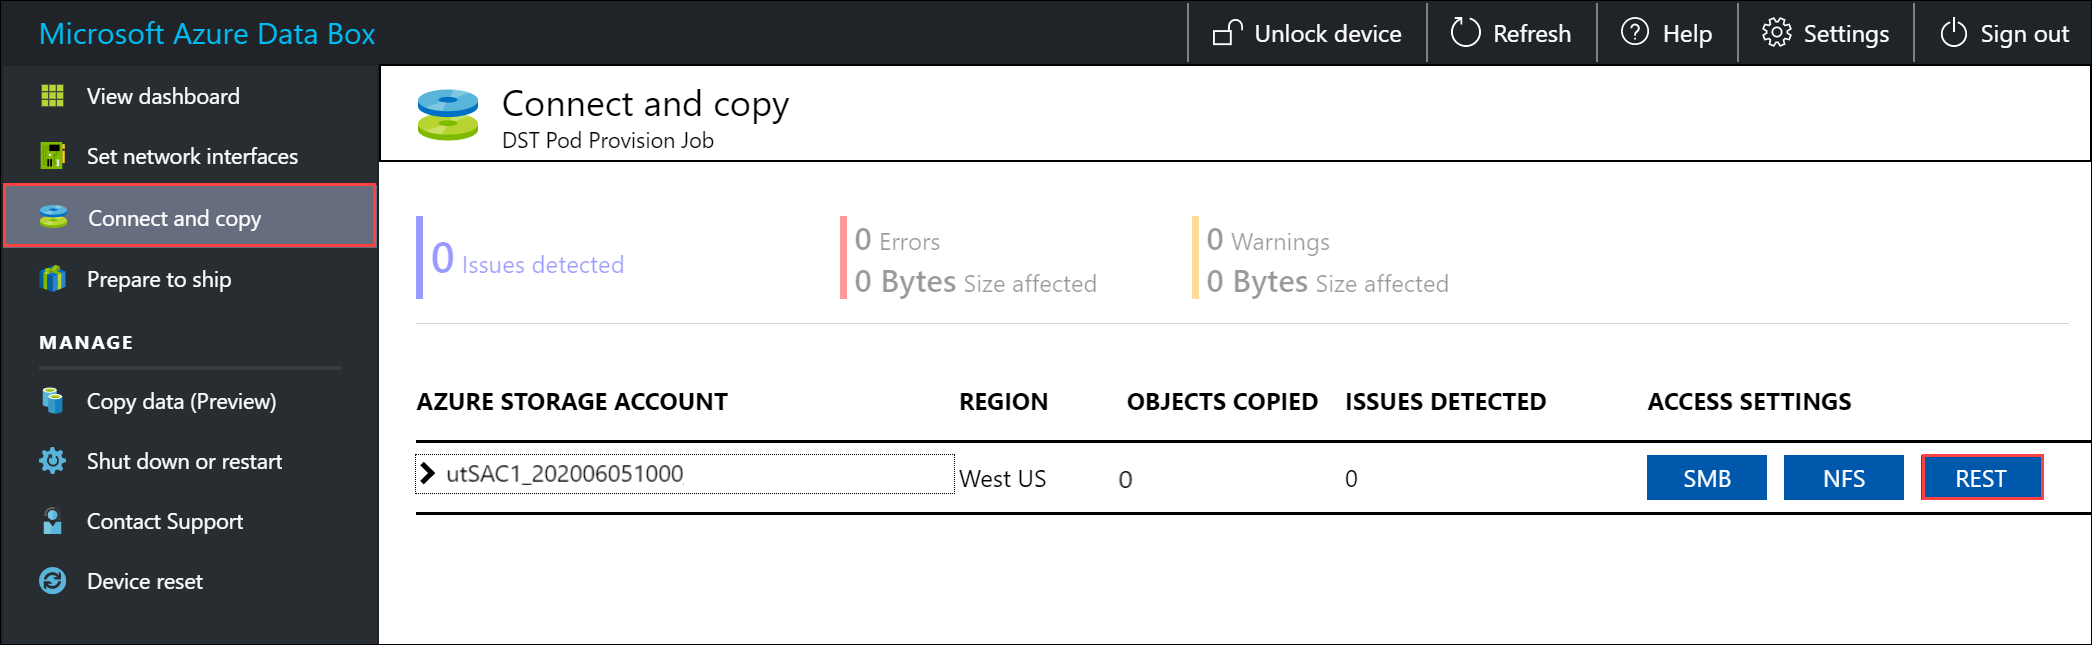 Microsoft Azure Data Box
Unlock device
Refresh
Help
Settings
Sign out
View dashboard
Set network interfaces
Connect and copy
Prepare to ship
MANAGE
Copy data (Preview)
Shut down or restart
Contact Support
Device reset
Connect and copy
DST Pod Provision Job
0 Issues detected
0 Errors
0 Bytes Size affected
0 Warnings
0 Bytes Size affected
AZURE STORAGE ACCOUNT REGION OBJECTS COPIED ISSUES DETECTED ACCESS SETTINGS
utSAC1_202006051000 West US 0 0 SMB NFS REST